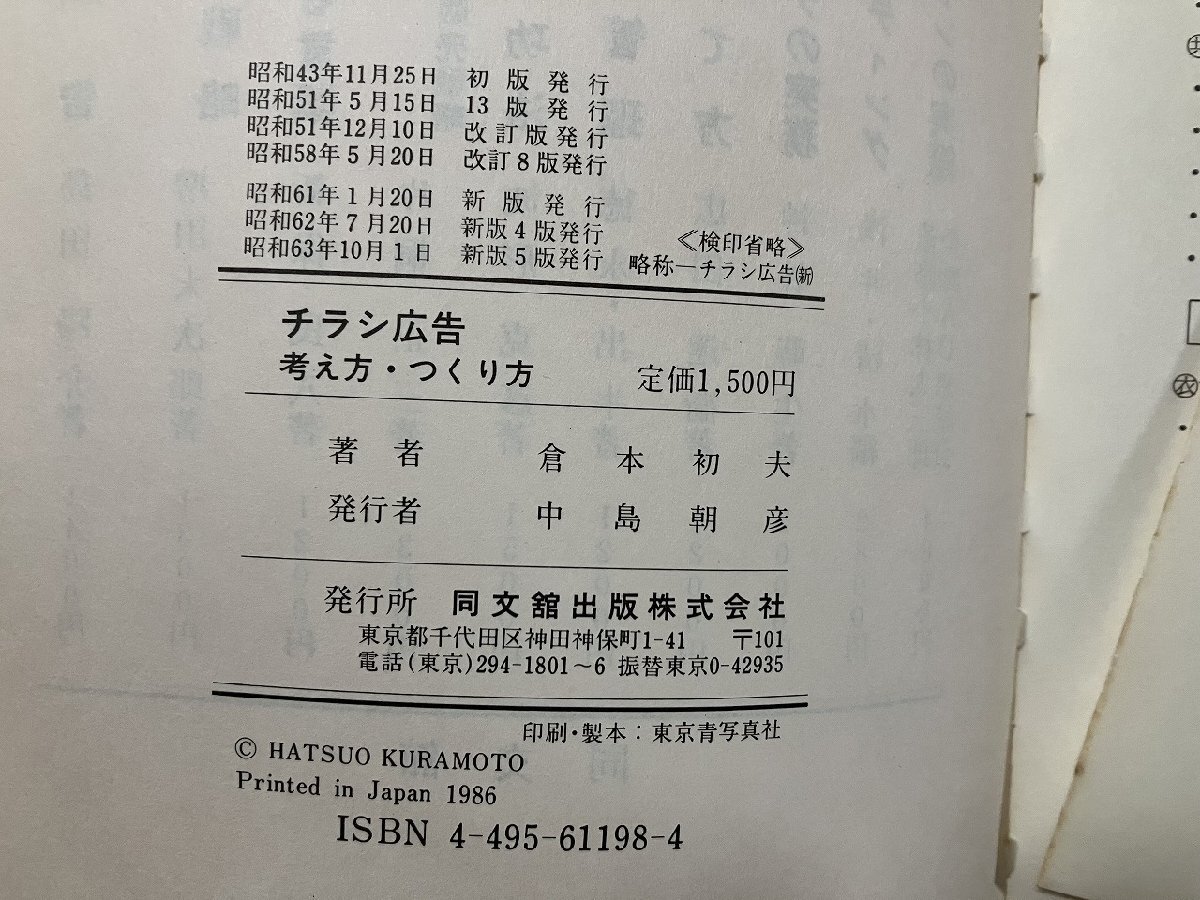 昭和43年11月25日 初版発行
昭和51年5月15日 13版発行
昭和51年12月10日 改訂版発行
昭和58年5月20日 改訂8版発行
昭和61年1月20日 新版発行
昭和62年7月20日 新版4版発行
昭和63年10月1日 新版5版発行
《検印省略》
略称―チラシ広告(新)
チラシ広告
考え方・つくり方
定価1,500円
著者 倉本初夫
発行者 中島朝彦
発行所 同文舘出版株式会社
東京都千代田区神田神保町1-41 〒101
電話(東京)294-1801～6 振替東京0-42935
印刷・製本:東京青写真社
© HATSUO KURAMOTO
Printed in Japan 1986
ISBN 4-495-61198-4
㊗